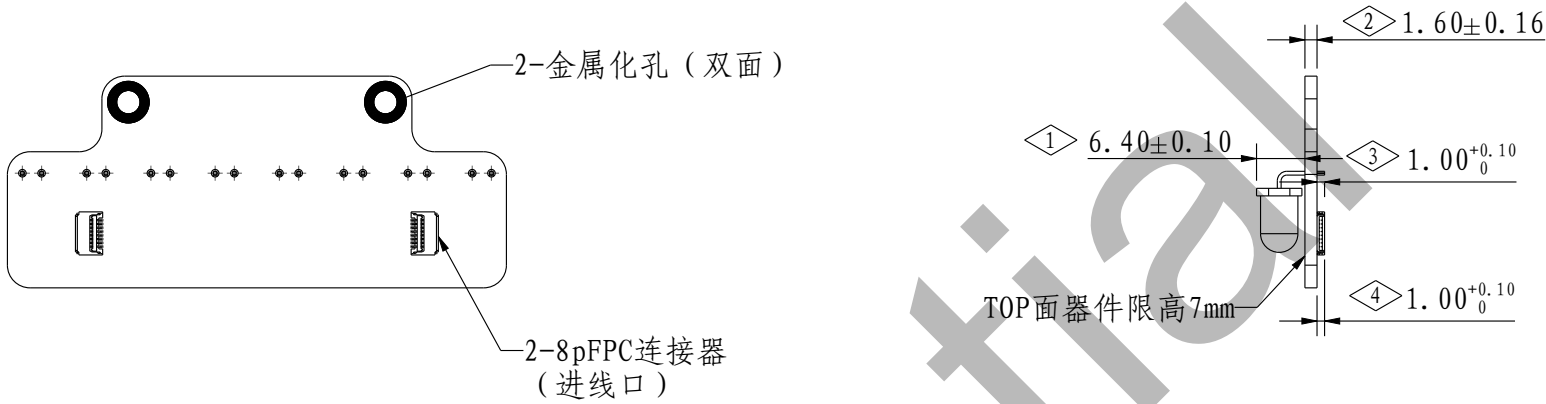 2-金属化孔（双面）
2-8pFPC连接器
（进线口）
2 1.60±0.16
1 6.40±0.10
3 1.00+0.10 0
TOP面器件限高7mm
4 1.00+0.10 0
tial